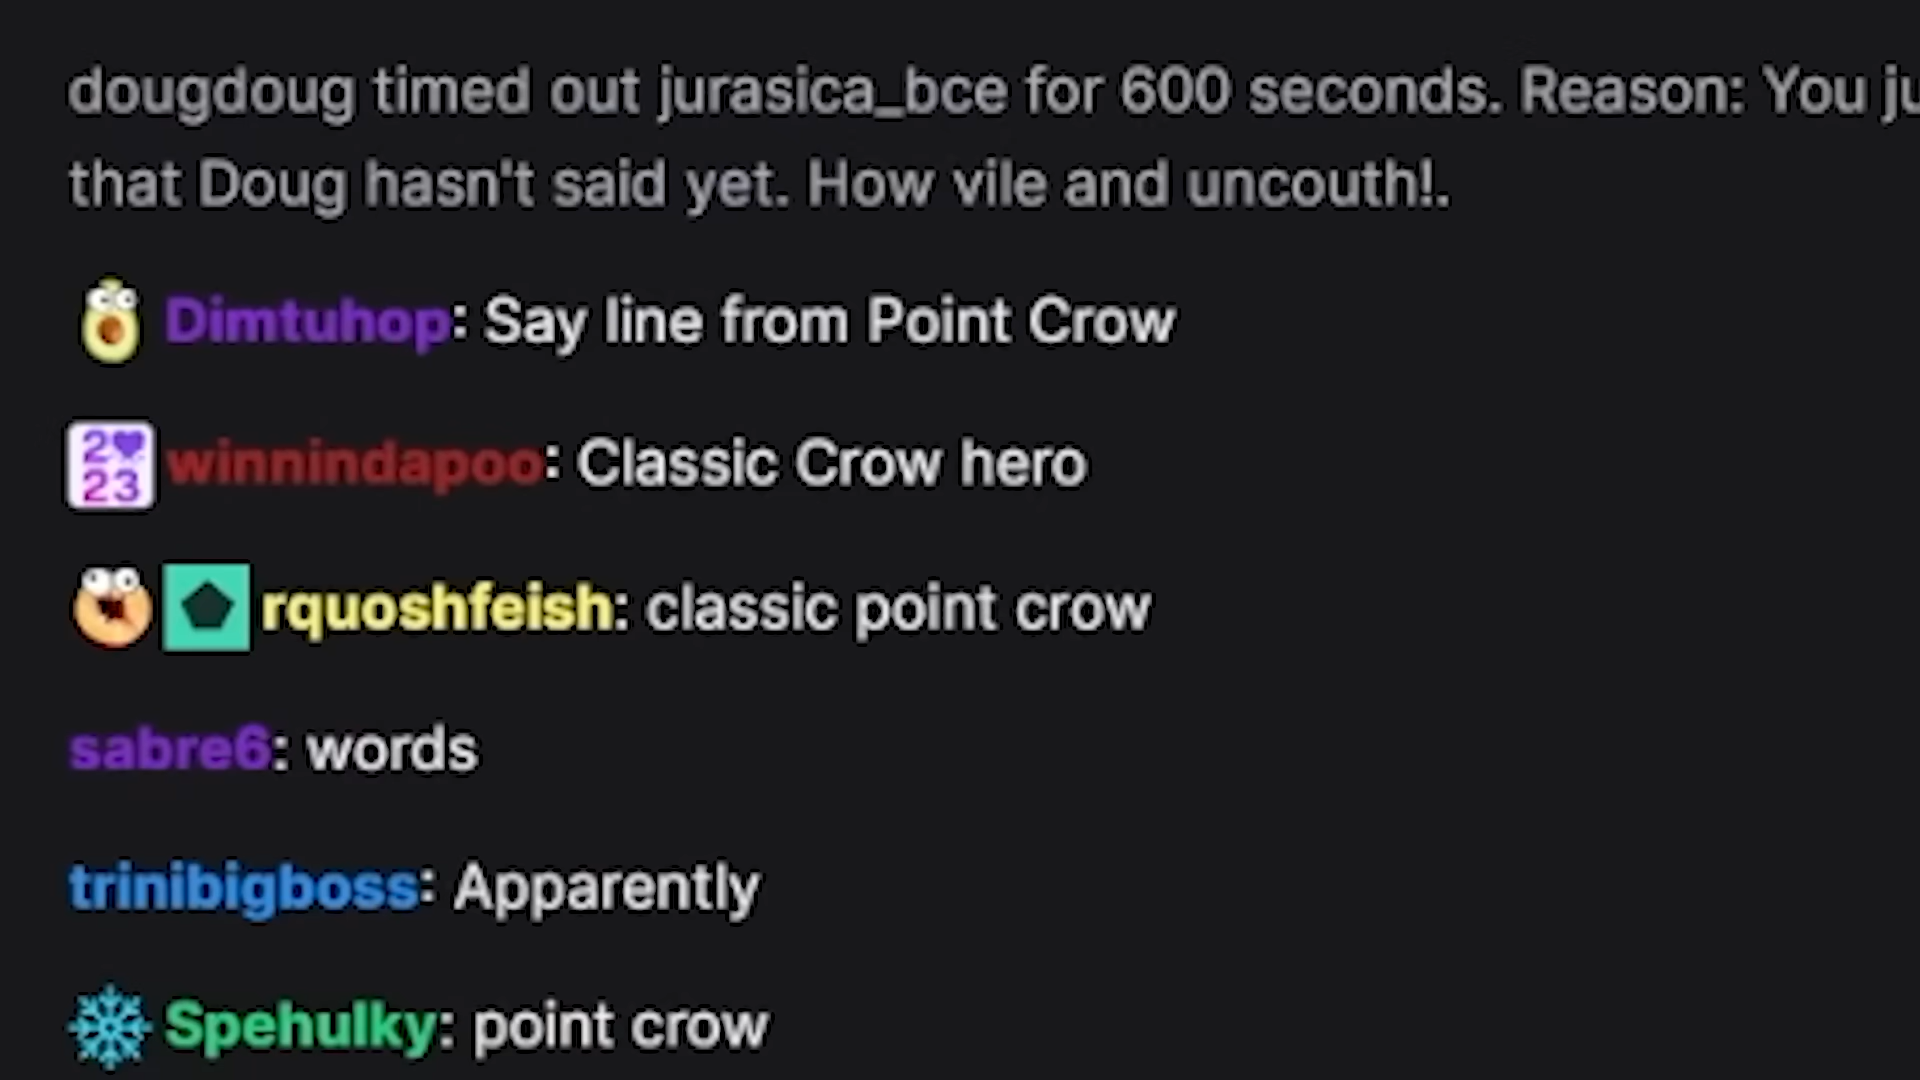 dougdoug timed out jurasica_bce for 600 seconds. Reason: You ju
that Doug hasn't said yet. How vile and uncouth!.
Dimtuhop: Say line from Point Crow
2023 winnindapoo: Classic Crow hero
rquoshfeish: classic point crow
sabre6: words
trinibigboss: Apparently
Spehulky: point crow